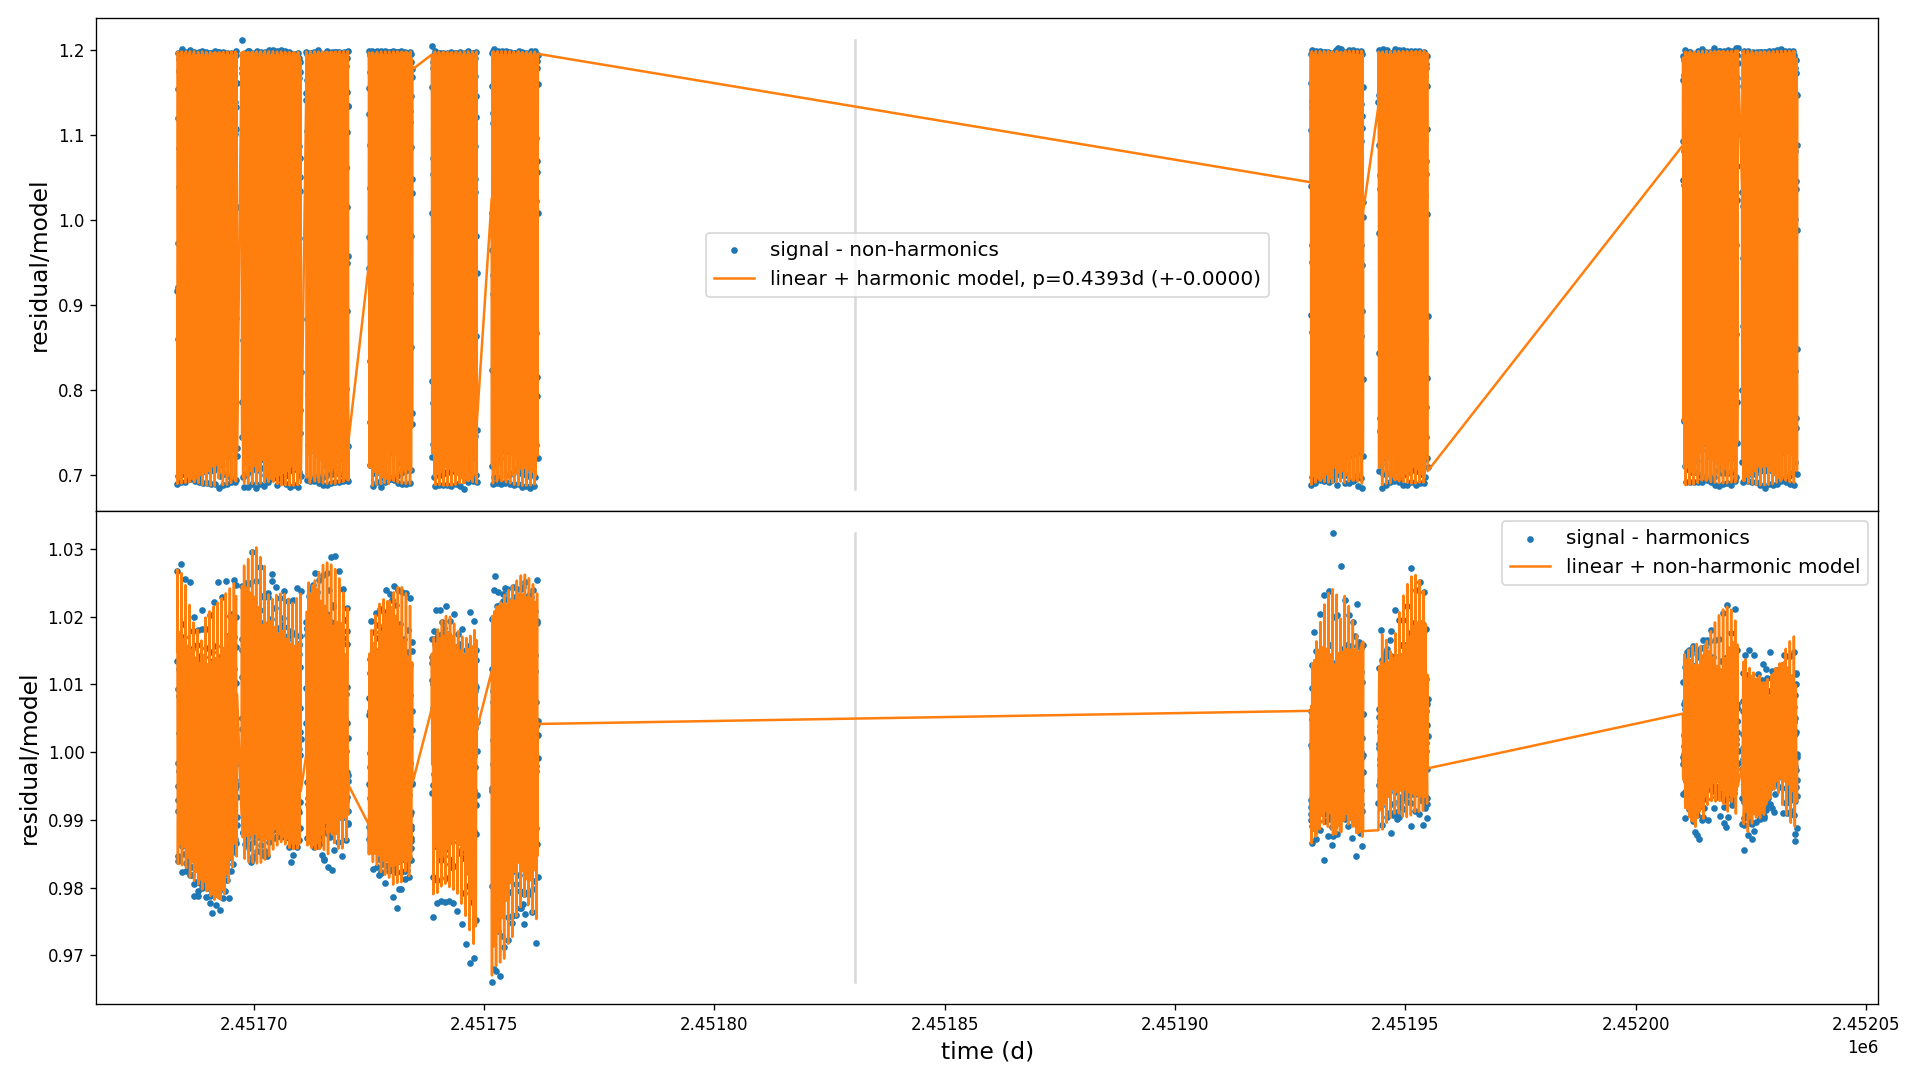 1.2
1.1
1.0
0.9
0.8
0.7
residual/model
signal - non-harmonics
linear + harmonic model, p=0.4393d (+-0.0000)
1.03
1.02
1.01
1.00
0.99
0.98
0.97
residual/model
signal - harmonics
linear + non-harmonic model
2.45170 2.45175 2.45180 2.45185 2.45190 2.45195 2.45200 2.45205
time (d)
1e6